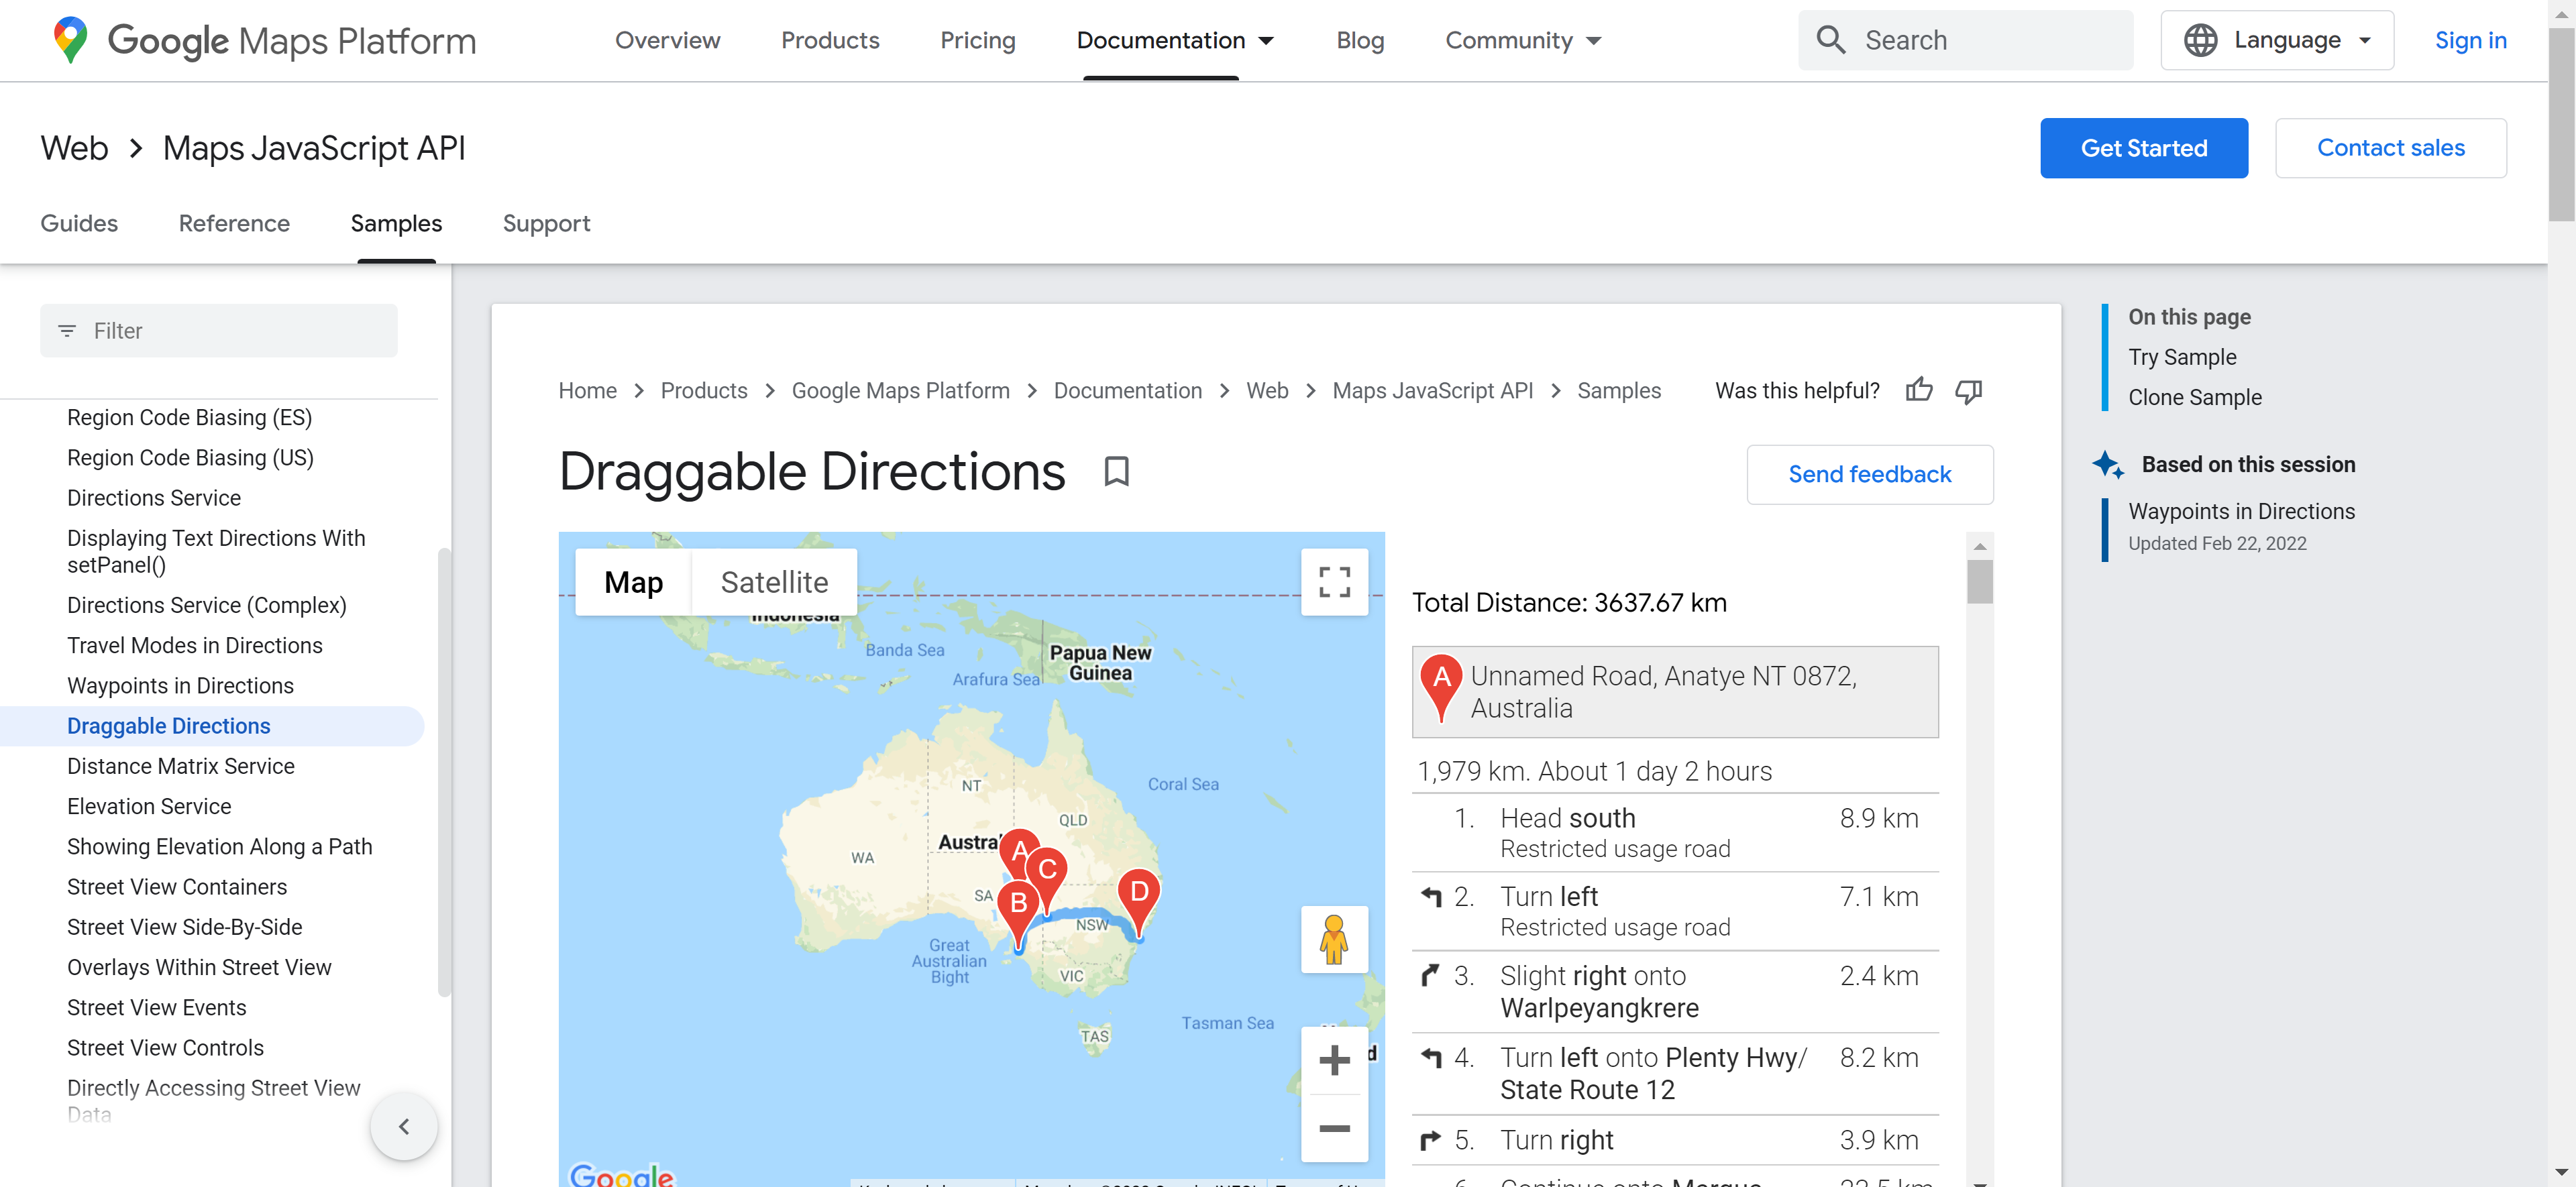 Google Maps Platform
Overview
Products
Pricing
Documentation
Blog
Community
Search
Language
Sign in
Web
Maps JavaScript API
Get Started
Contact sales
Guides
Reference
Samples
Support
Filter
Region Code Biasing (ES)
Region Code Biasing (US)
Directions Service
Displaying Text Directions With
setPanel()
Directions Service (Complex)
Travel Modes in Directions
Waypoints in Directions
Draggable Directions
Distance Matrix Service
Elevation Service
Showing Elevation Along a Path
Street View Containers
Street View Side-By-Side
Overlays Within Street View
Street View Events
Street View Controls
Directly Accessing Street View
Data
Home
Products
Google Maps Platform
Documentation
Web
Maps JavaScript API
Samples
Was this helpful?
Draggable Directions
Send feedback
Map
Satellite
Indonesia
Banda Sea
Papua New
Guinea
Arafura Sea
Coral Sea
NT
QLD
Austra
WA
A
C
SA
B
D
NSW
Great
Australian
Bight
VIC
Tasman Sea
TAS
d
Google
Total Distance: 3637.67 km
A
Unnamed Road, Anatye NT 0872,
Australia
1,979 km. About 1 day 2 hours
1. Head south 8.9 km
Restricted usage road
2. Turn left 7.1 km
Restricted usage road
3. Slight right onto 2.4 km
Warlpeyangkrere
4. Turn left onto Plenty Hwy/ 8.2 km
State Route 12
5. Turn right 3.9 km
On this page
Try Sample
Clone Sample
Based on this session
Waypoints in Directions
Updated Feb 22, 2022